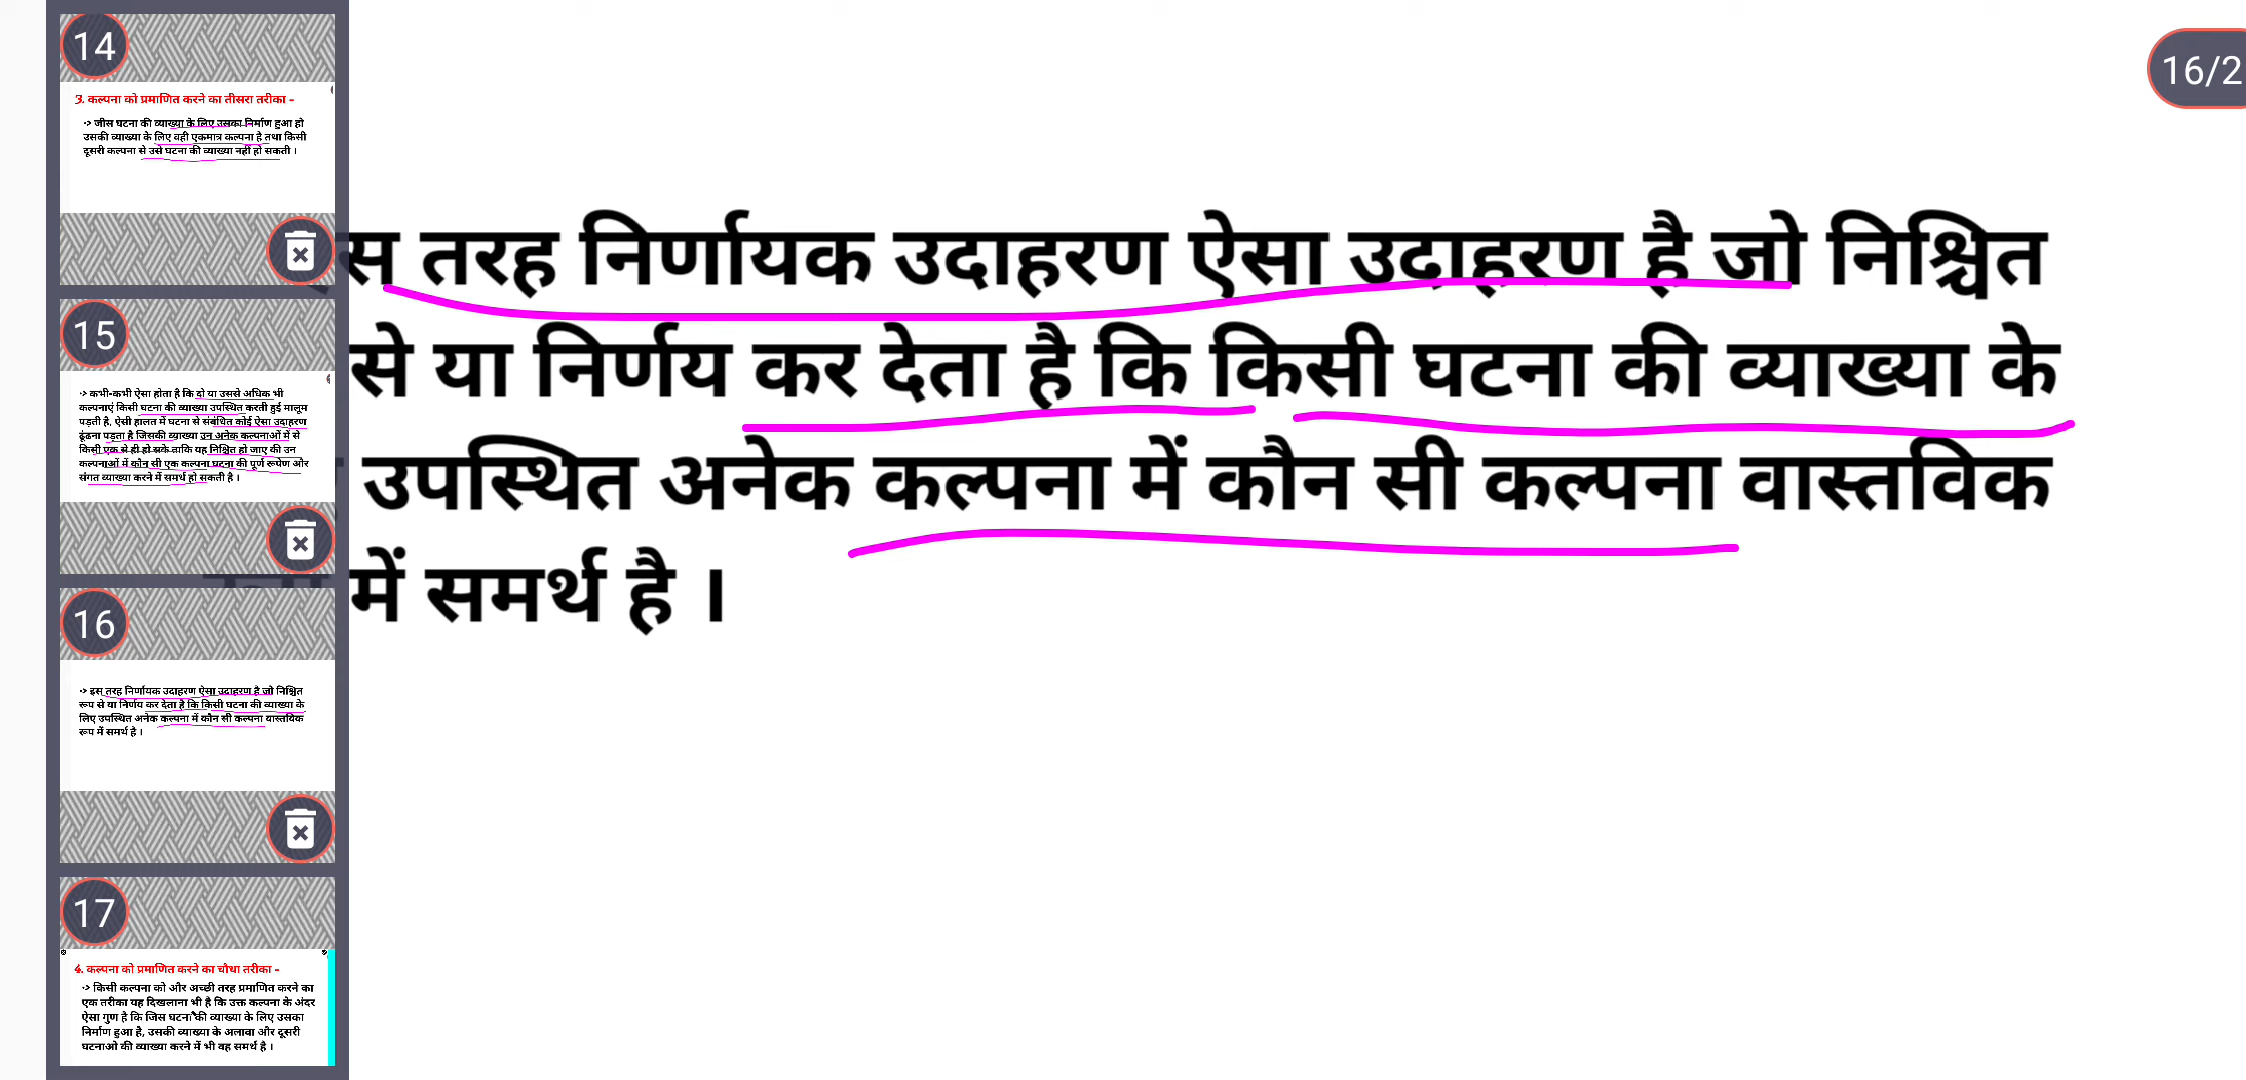 14
3. कल्पना को प्रमाणित करने का तीसरा तरीका -
-> जीस घटना की व्याख्या के लिए उसका निर्माण हुआ हो
उसकी व्याख्या के लिए वही एकमात्र कल्पना है तथा किसी
दूसरी कल्पना से उसे घटना की व्याख्या नहीं हो सकती ।
15
-> कभी-कभी ऐसा होता है कि दो या उससे अधिक भी
कल्पनाएं किसी घटना की व्याख्या उपस्थित करती हुई मालूम
पड़ती है, ऐसी हालत में घटना से संबंधित कोई ऐसा उदाहरण
ढूंढना पड़ता है जिसकी व्याख्या उन अनेक कल्पनाओं में से
किसी एक से ही हो सके ताकि यह निश्चित हो जाए की उन
कल्पनाओं में कौन सी एक कल्पना घटना की पूर्ण रूपेण और
संगत व्याख्या करने में समर्थ हो सकती है ।
16
-> इस तरह निर्णायक उदाहरण ऐसा उदाहरण है जो निश्चित
रूप से या निर्णय कर देता है कि किसी घटना की व्याख्या के
लिए उपस्थित अनेक कल्पना में कौन सी कल्पना वास्तविक
रूप में समर्थ है ।
17
4. कल्पना को प्रमाणित करने का चौथा तरीका -
-> किसी कल्पना को और अच्छी तरह प्रमाणित करने का
एक तरीका यह दिखलाना भी है कि उक्त कल्पना के अंदर
ऐसा गुण है कि जिस घटना की व्याख्या के लिए उसका
निर्माण हुआ है, उसकी व्याख्या के अलावा और दूसरी
घटनाओ की व्याख्या करने में भी वह समर्थ है ।
16/2
स तरह निर्णायक उदाहरण ऐसा उदाहरण है जो निश्चित
से या निर्णय कर देता है कि किसी घटना की व्याख्या के
उपस्थित अनेक कल्पना में कौन सी कल्पना वास्तविक
में समर्थ है ।